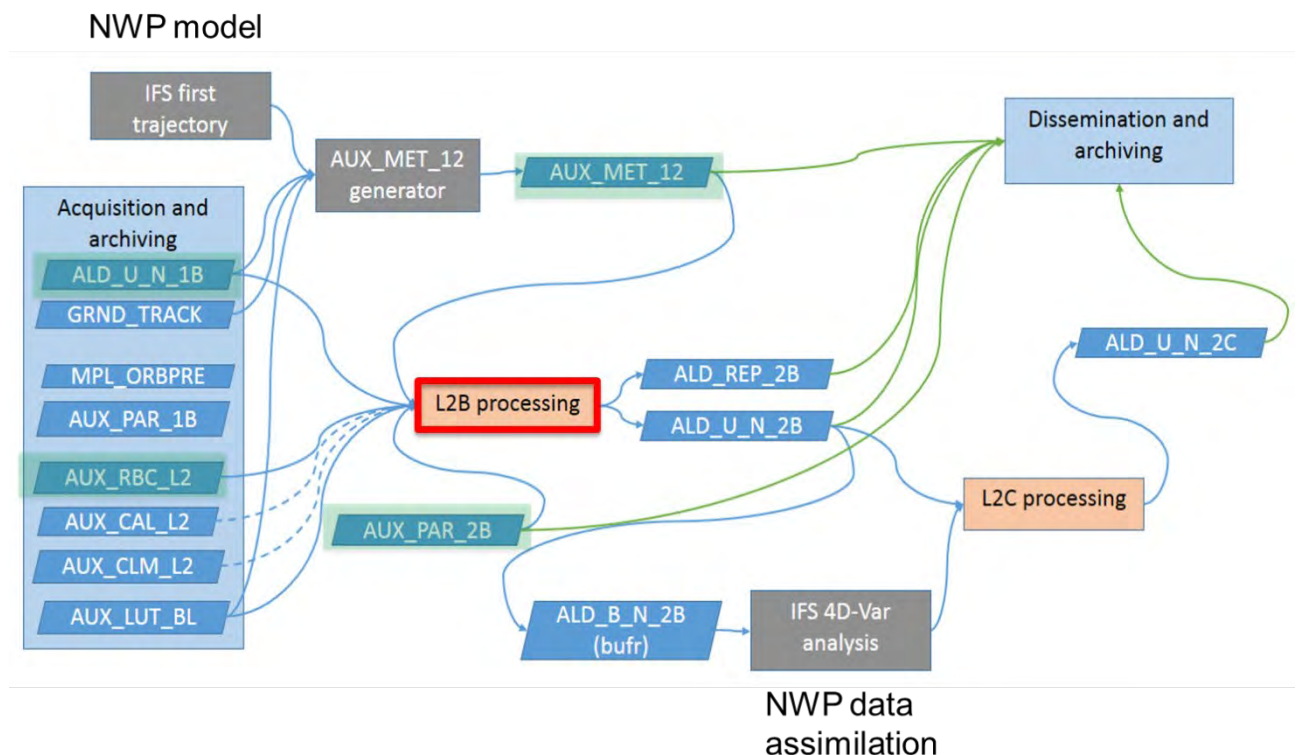 NWP model
IFS first
trajectory
AUX_MET_12
generator
AUX_MET_12
Dissemination and
archiving
Acquisition and
archiving
ALD_U_N_1B
GRND_TRACK
MPL_ORBPRE
AUX_PAR_1B
AUX_RBC_L2
AUX_CAL_L2
AUX_CLM_L2
AUX_LUT_BL
L2B processing
ALD_REP_2B
ALD_U_N_2B
AUX_PAR_2B
ALD_U_N_2C
L2C processing
ALD_B_N_2B
(bufr)
IFS 4D-Var
analysis
NWP data
assimilation